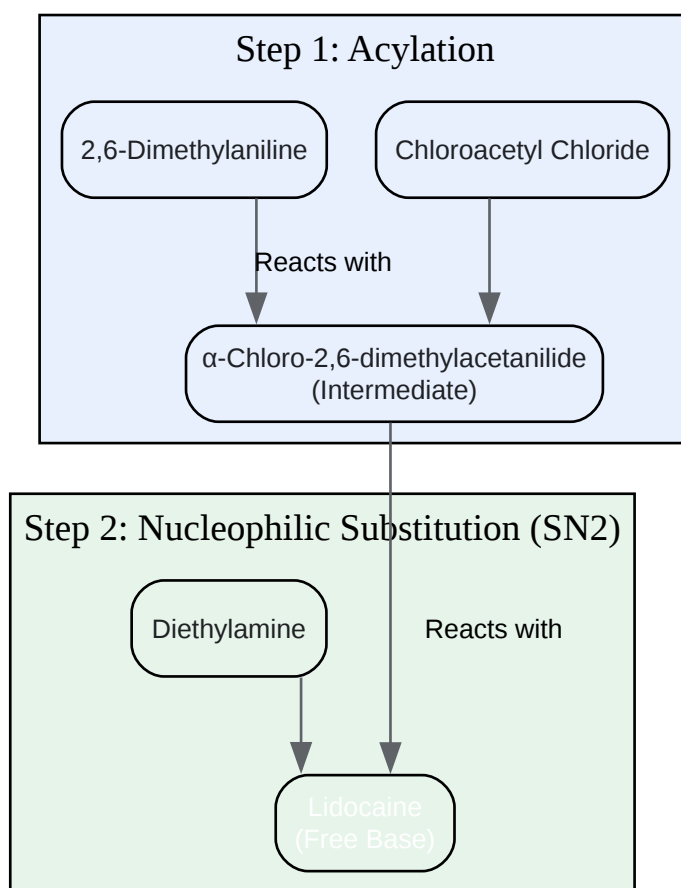 Step 1: Acylation
2,6-Dimethylaniline
Chloroacetyl Chloride
Reacts with
α-Chloro-2,6-dimethylacetanilide
(Intermediate)
Step 2: Nucleophilic Substitution (SN2)
Diethylamine
Reacts with
Lidocaine
(Free Base)